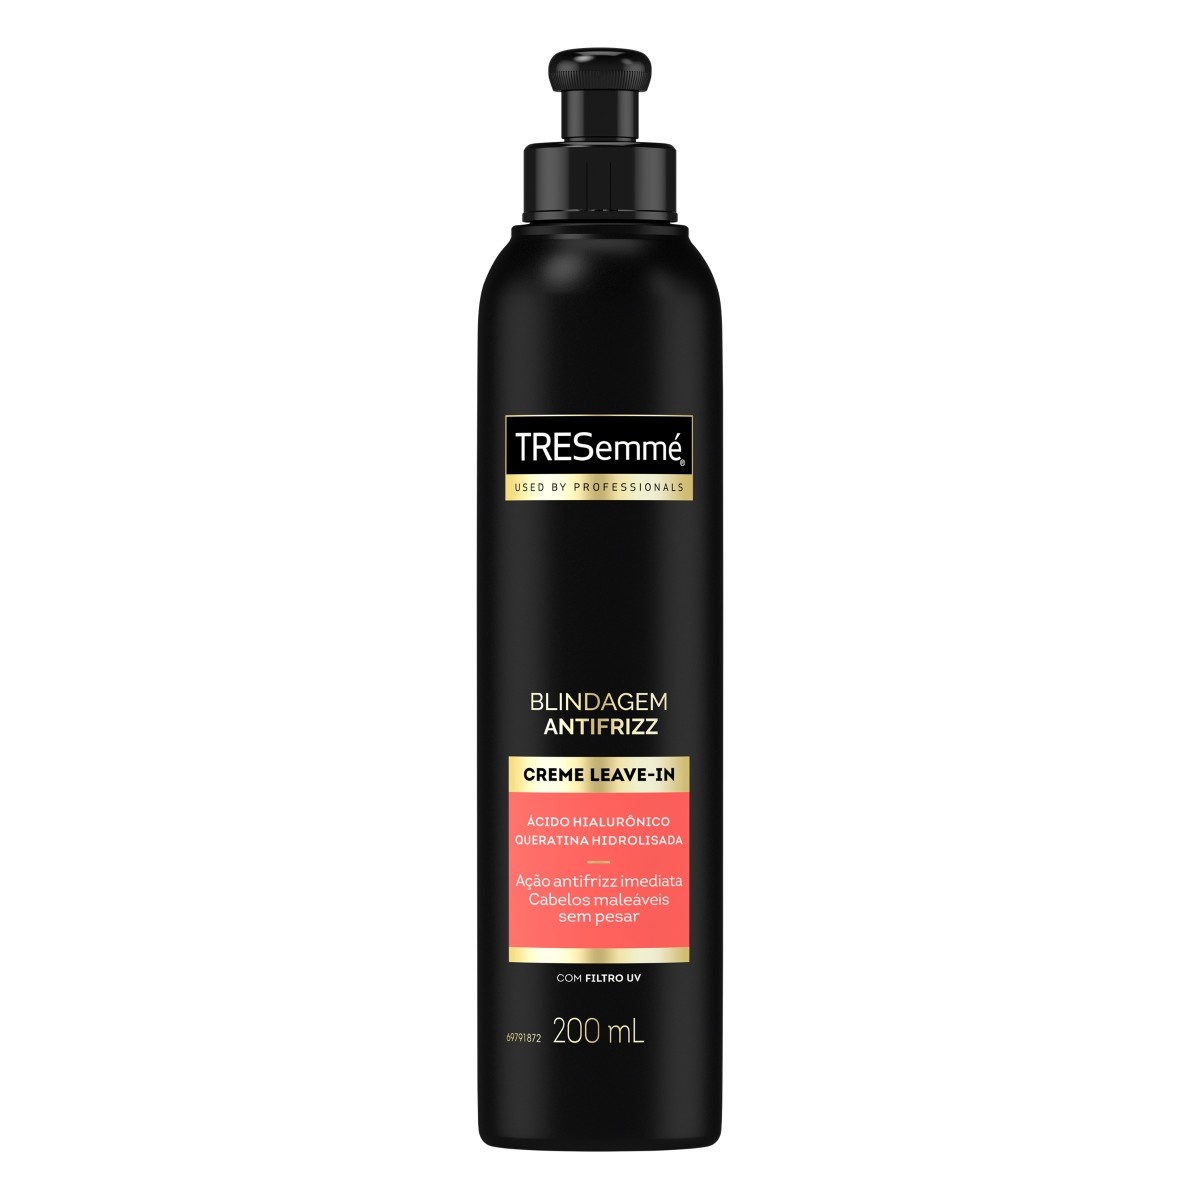 TRESemmé®
USED BY PROFESSIONALS
BLINDAGEM
ANTIFRIZZ
CREME LEAVE-IN
ÁCIDO HIALURÔNICO
QUERATINA HIDROLISADA
Ação antifrizz imediata
Cabelos maleáveis
sem pesar
COM FILTRO UV
69791872 200 mL